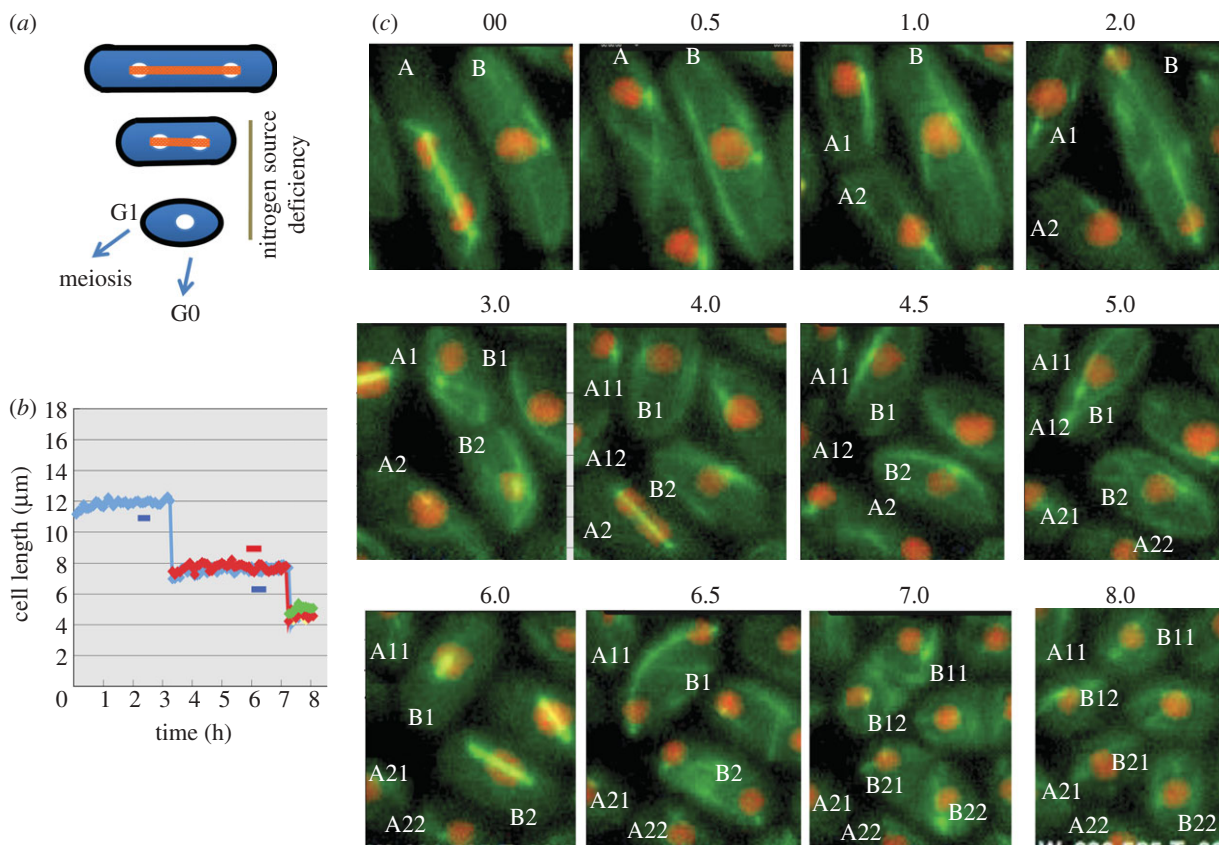 (a)
G1
meiosis
G0
nitrogen source
deficiency
(b)
18
16
14
12
10
8
6
4
2
0
cell length (μm)
0 1 2 3 4 5 6 7 8
time (h)
(c)
00 0.5 1.0 2.0
A B
A B
B
A1
A2
B
A1
A2
3.0 4.0 4.5 5.0
A1 B1
B2
A2
A11
B1
A12
B2
A2
A11
B1
A12
B2
A2
A11
A12 B1
B2
A21
A22
6.0 6.5 7.0 8.0
A11
B1
A21
B2
A22
A11
B1
B2
A21
A22
B11
B12
B21
A21
B22
A22
B11
A11
B12
B21
A21
A22 B22